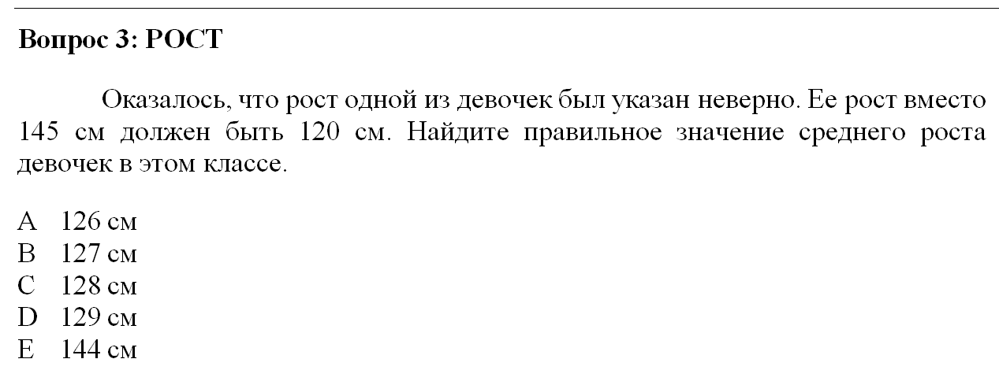 Вопрос 3: РОСТ
Оказалось, что рост одной из девочек был указан неверно. Ее рост вместо
145 см должен быть 120 см. Найдите правильное значение среднего роста
девочек в этом классе.
A 126 см
B 127 см
C 128 см
D 129 см
E 144 см